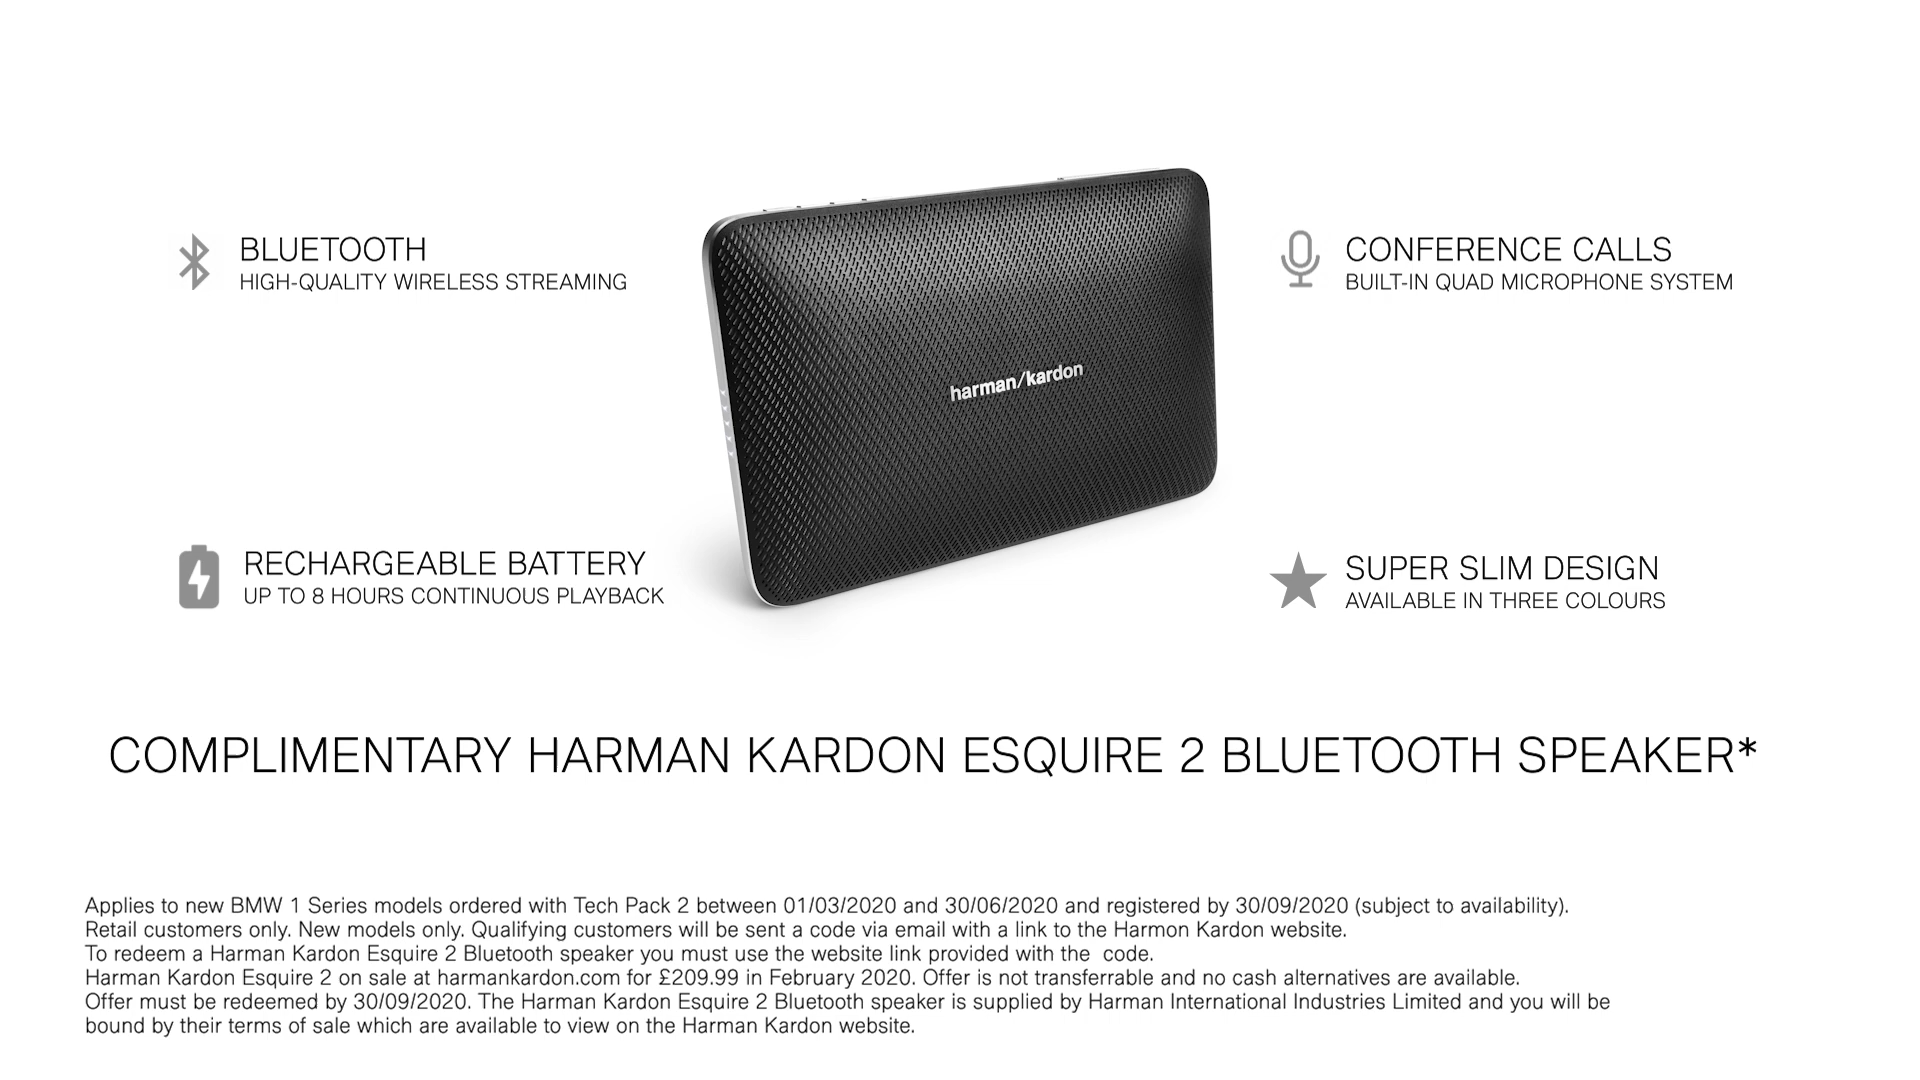 BLUETOOTH
HIGH-QUALITY WIRELESS STREAMING
CONFERENCE CALLS
BUILT-IN QUAD MICROPHONE SYSTEM
harman/kardon
RECHARGEABLE BATTERY
UP TO 8 HOURS CONTINUOUS PLAYBACK
SUPER SLIM DESIGN
AVAILABLE IN THREE COLOURS
COMPLIMENTARY HARMAN KARDON ESQUIRE 2 BLUETOOTH SPEAKER*
Applies to new BMW 1 Series models ordered with Tech Pack 2 between 01/03/2020 and 30/06/2020 and registered by 30/09/2020 (subject to availability).
Retail customers only. New models only. Qualifying customers will be sent a code via email with a link to the Harmon Kardon website.
To redeem a Harman Kardon Esquire 2 Bluetooth speaker you must use the website link provided with the  code.
Harman Kardon Esquire 2 on sale at harmankardon.com for £209.99 in February 2020. Offer is not transferrable and no cash alternatives are available.
Offer must be redeemed by 30/09/2020. The Harman Kardon Esquire 2 Bluetooth speaker is supplied by Harman International Industries Limited and you will be
bound by their terms of sale which are available to view on the Harman Kardon website.